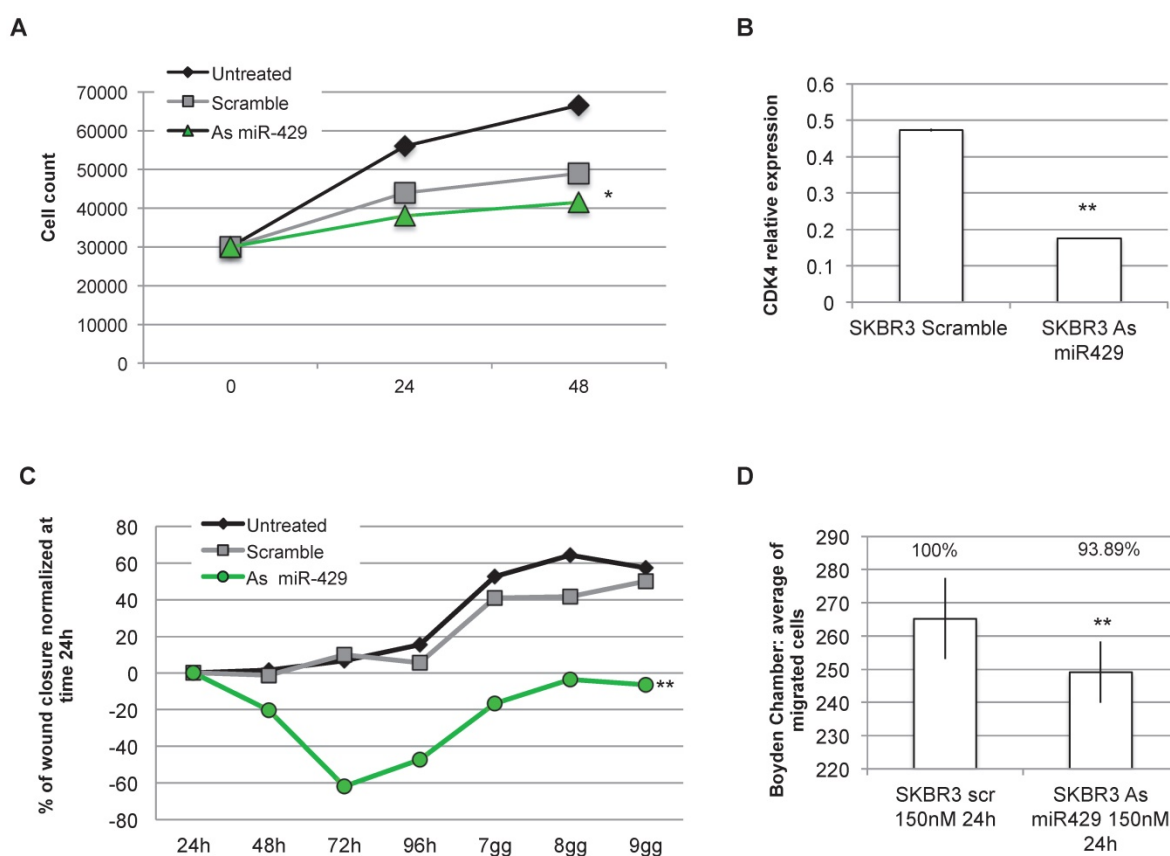 A
Untreated
Scramble
As miR-429
Cell count
70000
60000
50000
40000
30000
20000
10000
0
*
0 24 48
B
CDK4 relative expression
0.6
0.5
0.4
0.3
0.2
0.1
0
**
SKBR3 Scramble SKBR3 As
miR429
C
Untreated
Scramble
As miR-429
% of wound closure normalized at
time 24h
80
60
40
20
0
-20
-40
-60
-80
**
24h 48h 72h 96h 7gg 8gg 9gg
D
Boyden Chamber: average of
migrated cells
290
280
270
260
250
240
230
220
100% 93.89%
**
SKBR3 scr SKBR3 As
150nM 24h miR429 150nM
24h